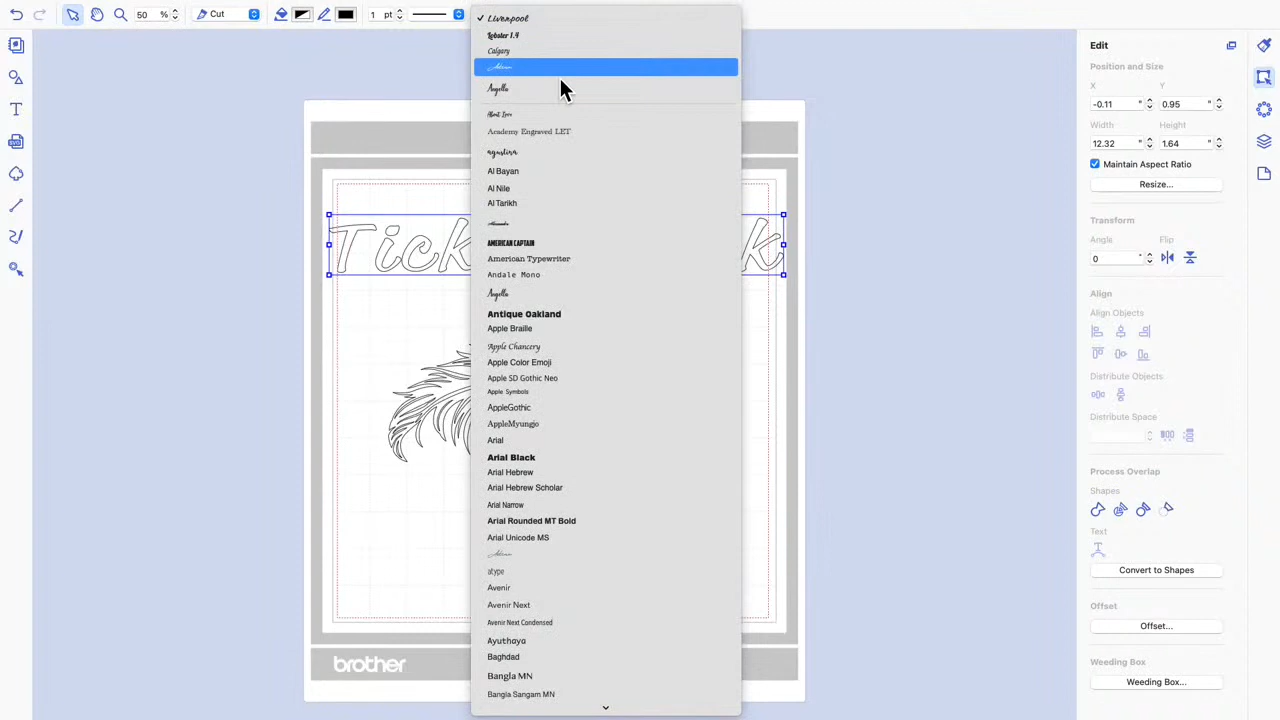 50 %
Cut
1 pt
✓ Liverpool
Lobster 1.4
Calgary
Angella
About Love
Academy Engraved LET
agustina
Al Bayan
Al Nile
Al Tarikh
AMERICAN CAPTAIN
American Typewriter
Andale Mono
Angella
Antique Oakland
Apple Braille
Apple Chancery
Apple Color Emoji
Apple SD Gothic Neo
Apple Symbols
AppleGothic
AppleMyungjo
Arial
Arial Black
Arial Hebrew
Arial Hebrew Scholar
Arial Narrow
Arial Rounded MT Bold
Arial Unicode MS
atype
Avenir
Avenir Next
Avenir Next Condensed
Ayuthaya
Baghdad
Bangla MN
Bangla Sangam MN
Tick
k
brother
Edit
Position and Size
X Y
-0.11 " 0.95 "
Width Height
12.32 " 1.64 "
Maintain Aspect Ratio
Resize...
Transform
Angle Flip
0 °
Align
Align Objects
Distribute Objects
Distribute Space
"
Process Overlap
Shapes
Text
Convert to Shapes
Offset
Offset...
Weeding Box
Weeding Box...